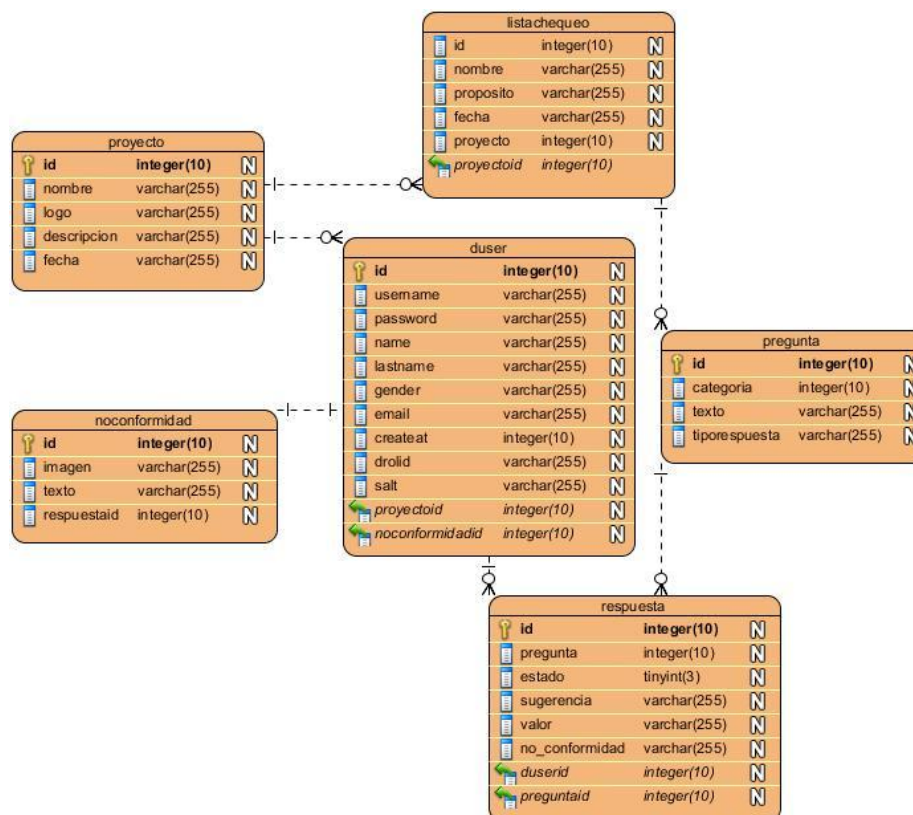 listachequeo
id integer(10) N
nombre varchar(255) N
proposito varchar(255) N
fecha varchar(255) N
proyecto integer(10) N
proyectoid integer(10)
proyecto
id integer(10) N
nombre varchar(255) N
logo varchar(255) N
descripcion varchar(255) N
fecha varchar(255) N
duser
id integer(10) N
username varchar(255) N
password varchar(255) N
name varchar(255) N
lastname varchar(255) N
gender varchar(255) N
email varchar(255) N
createat integer(10) N
drolid varchar(255) N
salt varchar(255) N
proyectoid integer(10) N
noconformidadid integer(10) N
pregunta
id integer(10) N
categoria integer(10) N
texto varchar(255) N
tiporespuesta varchar(255) N
noconformidad
id integer(10) N
imagen varchar(255) N
texto varchar(255) N
respuestaid integer(10) N
respuesta
id integer(10) N
pregunta integer(10) N
estado tinyint(3) N
sugerencia varchar(255) N
valor varchar(255) N
no_conformidad varchar(255) N
duserid integer(10) N
preguntaid integer(10) N